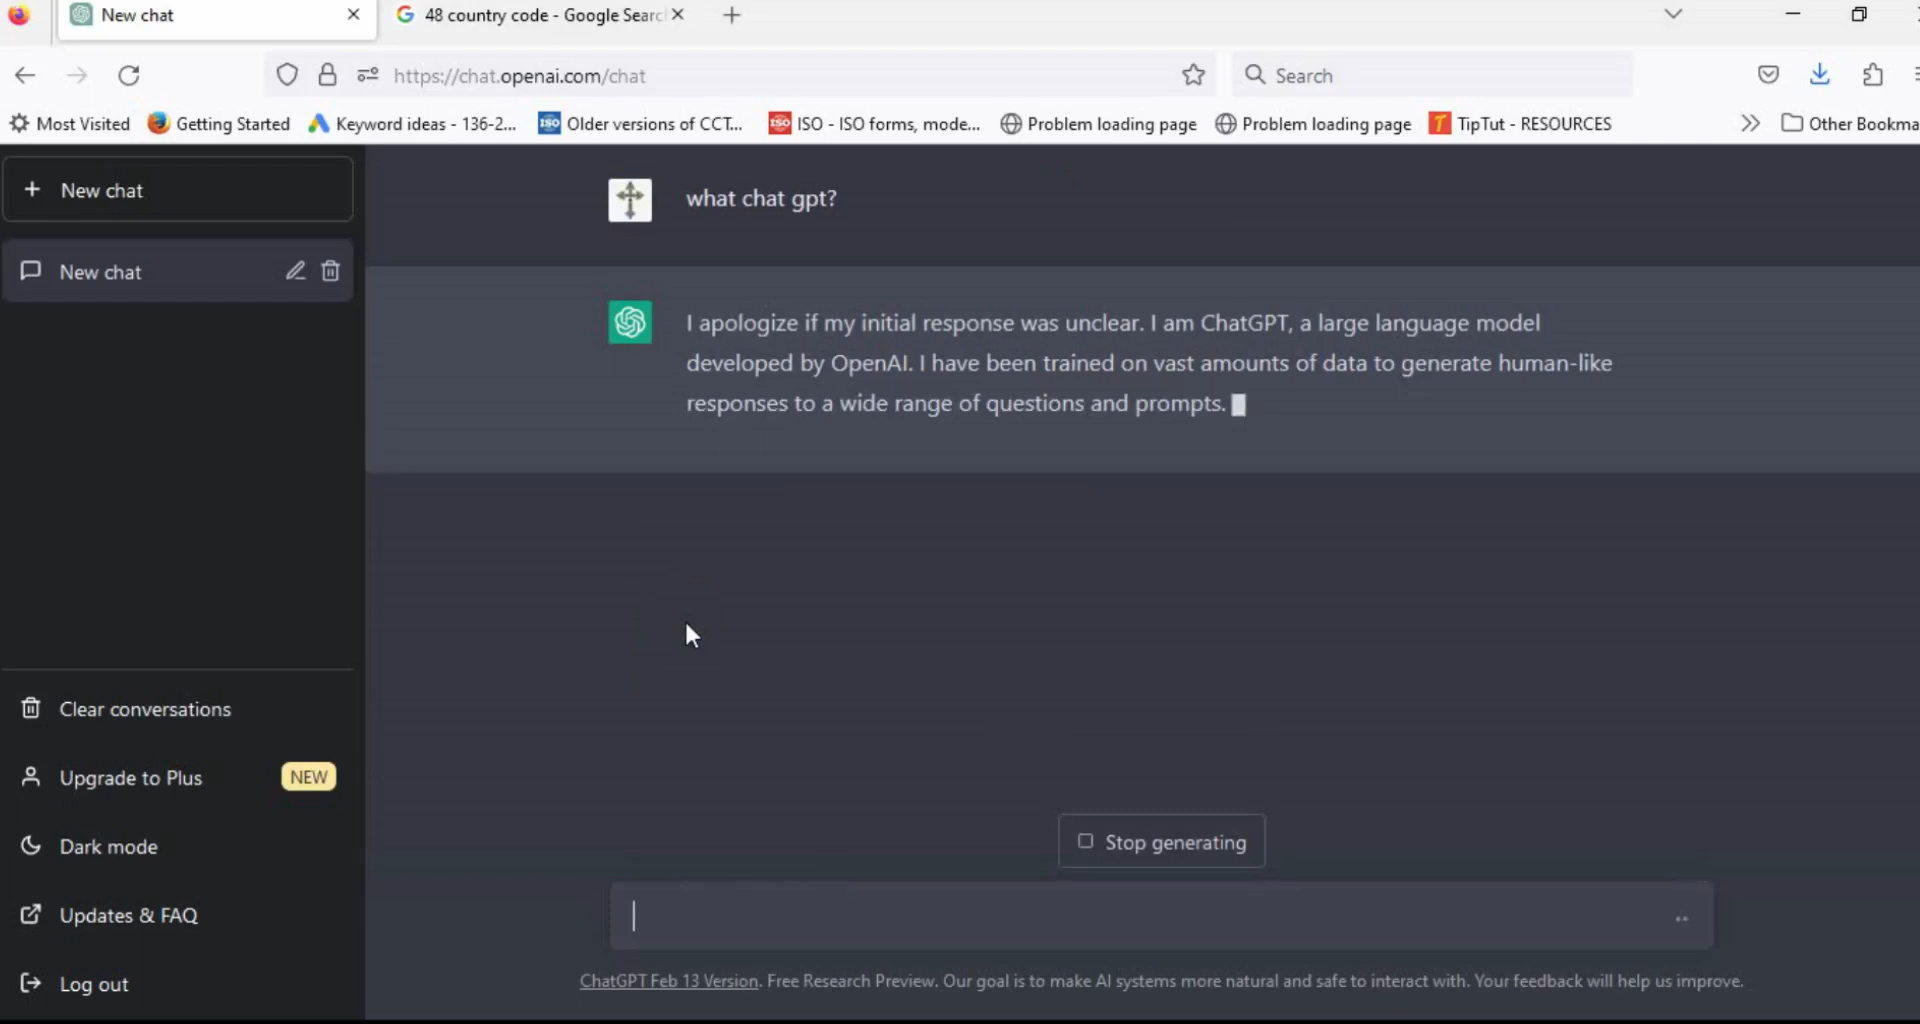 New chat
48 country code - Google Searc
https://chat.openai.com/chat
Search
Most Visited
Getting Started
Keyword ideas - 136-2...
ISO
Older versions of CCT...
ISO
ISO - ISO forms, mode...
Problem loading page
Problem loading page
T
TipTut - RESOURCES
Other Bookma
New chat
New chat
what chat gpt?
I apologize if my initial response was unclear. I am ChatGPT, a large language model
developed by OpenAI. I have been trained on vast amounts of data to generate human-like
responses to a wide range of questions and prompts.
Clear conversations
Upgrade to Plus
NEW
Dark mode
Updates & FAQ
Log out
Stop generating
ChatGPT Feb 13 Version. Free Research Preview. Our goal is to make AI systems more natural and safe to interact with. Your feedback will help us improve.